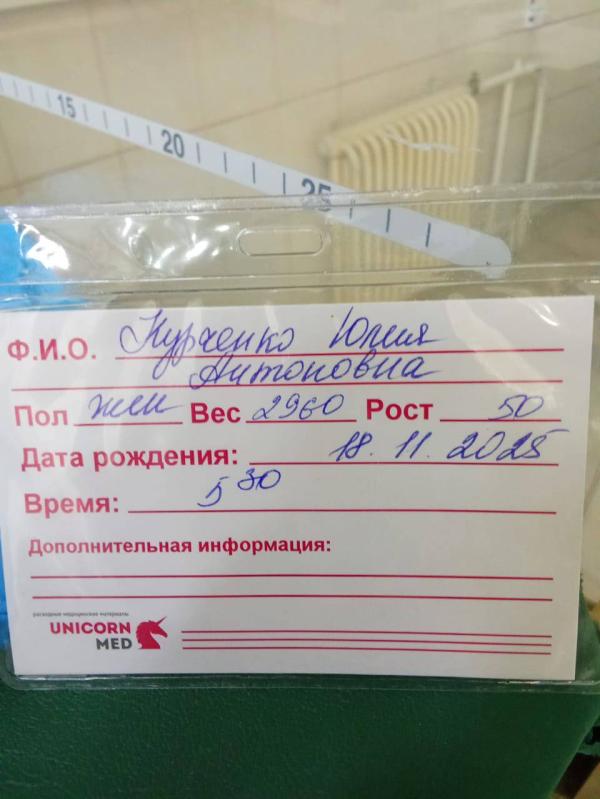 15 20 25
Ф.И.О. Курченко Юлия
Антоновна
Пол жен Вес 2960 Рост 50
Дата рождения: 18.11.2025
Время: 5 30
Дополнительная информация:
расходные медицинские материалы
UNICORN
MED